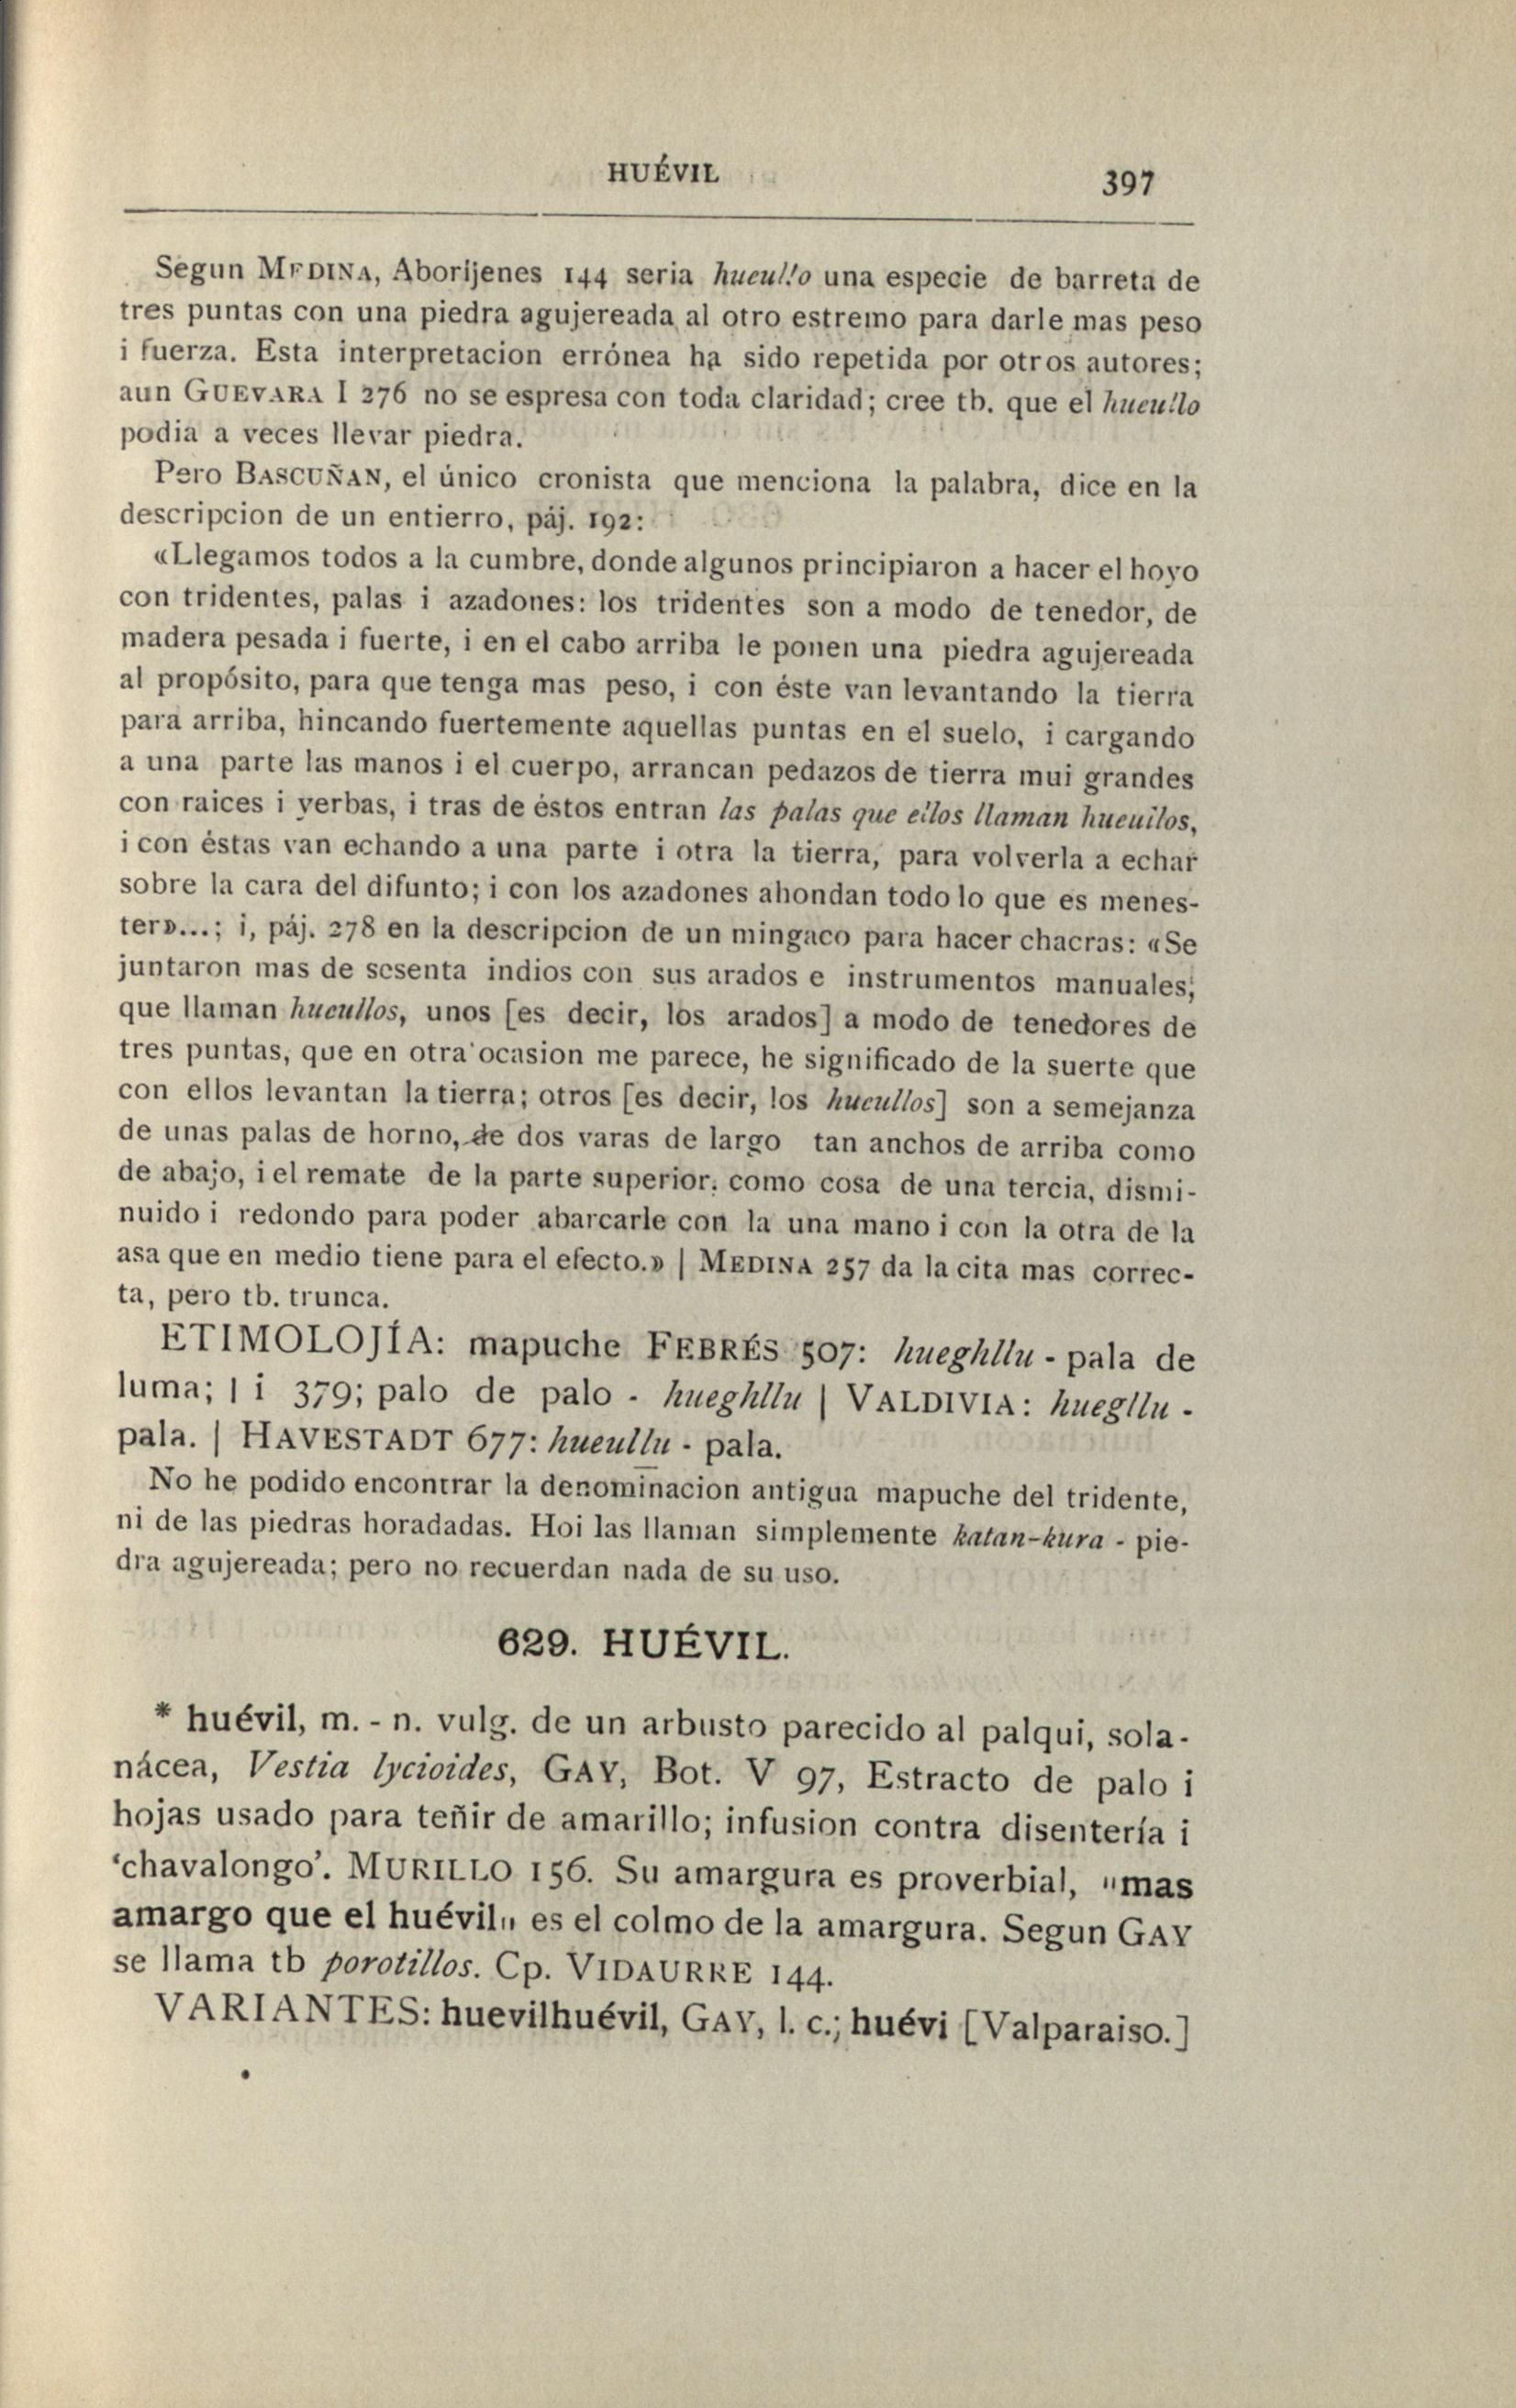 HUÉVIL
397
Segun MEDINA, Aborijenes 144 seria hueullo una especie de barreta de
tres puntas con una piedra agujereada al otro estremo para darle mas peso
i fuerza. Esta interpretacion errónea ha sido repetida por otros autores;
aun GUEVARA I 276 no se espresa con toda claridad; cree tb. que el hueullo
podia a veces llevar piedra.
Pero BASCUÑAN, el único cronista que menciona la palabra, dice en la
descripcion de un entierro, páj. 192:
«Llegamos todos a la cumbre, donde algunos principiaron a hacer el hoyo
con tridentes, palas i azadones: los tridentes son a modo de tenedor, de
madera pesada i fuerte, i en el cabo arriba le ponen una piedra agujereada
al propósito, para que tenga mas peso, i con éste van levantando la tierra
para arriba, hincando fuertemente aquellas puntas en el suelo, i cargando
a una parte las manos i el cuerpo, arrancan pedazos de tierra mui grandes
con raices i yerbas, i tras de éstos entran las palas que ellos llaman hueullos,
i con éstas van echando a una parte i otra la tierra, para volverla a echar
sobre la cara del difunto; i con los azadones ahondan todo lo que es menes-
ter»...; i, páj. 278 en la descripcion de un mingaco para hacer chacras: «Se
juntaron mas de sesenta indios con sus arados e instrumentos manuales,
que llaman hueullos, unos [es decir, los arados] a modo de tenedores de
tres puntas, que en otra ocasion me parece, he significado de la suerte que
con ellos levantan la tierra; otros [es decir, los hueullos] son a semejanza
de unas palas de horno, de dos varas de largo tan anchos de arriba como
de abajo, i el remate de la parte superior. como cosa de una tercia, dismi-
nuido i redondo para poder abarcarle con la una mano i con la otra de la
asa que en medio tiene para el efecto.» | MEDINA 257 da la cita mas correc-
ta, pero tb. trunca.
ETIMOLOJÍA: mapuche FEBRÉS 507: hueghllu - pala de
luma; | i 379; palo de palo - hueghllu | VALDIVIA: huegllu -
pala. | HAVESTADT 677: hueullu - pala.
No he podido encontrar la denominacion antigua mapuche del tridente,
ni de las piedras horadadas. Hoi las llaman simplemente katan-kura - pie-
dra agujereada; pero no recuerdan nada de su uso.
629. HUÉVIL.
* huévil, m. - n. vulg. de un arbusto parecido al palqui, sola-
nácea, Vestia lycioides, GAY, Bot. V 97, Estracto de palo i
hojas usado para teñir de amarillo; infusion contra disentería i
‘chavalongo’. MURILLO 156. Su amargura es proverbial, "mas
amargo que el huévil" es el colmo de la amargura. Segun GAY
se llama tb porotillos. Cp. VIDAURRE 144.
VARIANTES: huevilhuévil, GAY, l. c.; huévi [Valparaiso.]